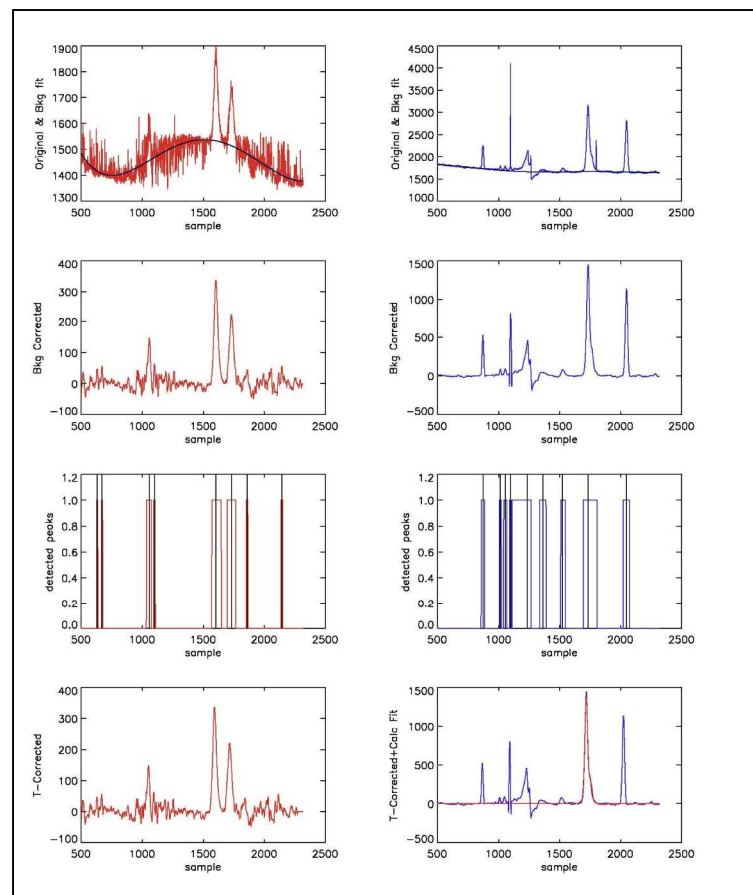 Original & Bkg fit
1900
1800
1700
1600
1500
1400
1300
500 1000 1500 2000 2500
sample
Original & Bkg fit
4500
4000
3500
3000
2500
2000
1500
1000
500 1000 1500 2000 2500
sample
Bkg Corrected
400
300
200
100
0
−100
500 1000 1500 2000 2500
sample
Bkg Corrected
1500
1000
500
0
−500
500 1000 1500 2000 2500
sample
detected peaks
1.2
1.0
0.8
0.6
0.4
0.2
0.0
500 1000 1500 2000 2500
sample
detected peaks
1.2
1.0
0.8
0.6
0.4
0.2
0.0
500 1000 1500 2000 2500
sample
T-Corrected
400
300
200
100
0
−100
500 1000 1500 2000 2500
sample
T-Corrected+Calc Fit
1500
1000
500
0
−500
500 1000 1500 2000 2500
sample